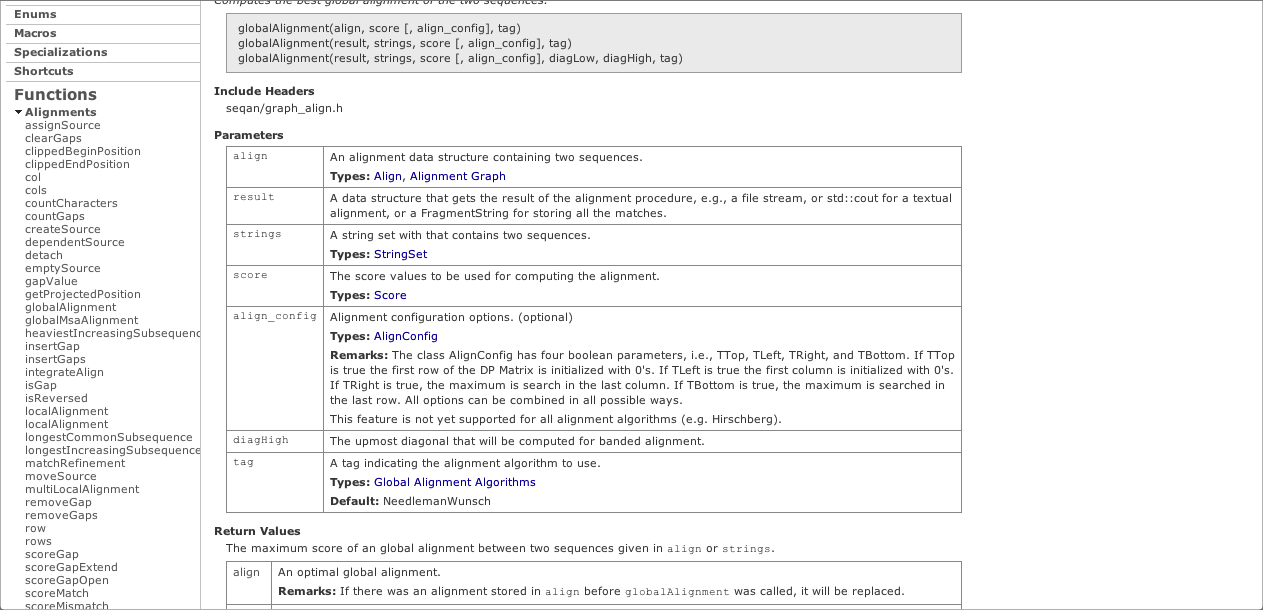 Computes the best global alignment of the two sequences.
Enums
Macros
Specializations
Shortcuts
Functions
Alignments
assignSource
clearGaps
clippedBeginPosition
clippedEndPosition
col
cols
countCharacters
countGaps
createSource
dependentSource
detach
emptySource
gapValue
getProjectedPosition
globalAlignment
globalMsaAlignment
heaviestIncreasingSubsequenc
insertGap
insertGaps
integrateAlign
isGap
isReversed
localAlignment
localAlignment
longestCommonSubsequence
longestIncreasingSubsequence
matchRefinement
moveSource
multiLocalAlignment
removeGap
removeGaps
row
rows
scoreGap
scoreGapExtend
scoreGapOpen
scoreMatch
scoreMismatch
globalAlignment(align, score [, align_config], tag)
globalAlignment(result, strings, score [, align_config], tag)
globalAlignment(result, strings, score [, align_config], diagLow, diagHigh, tag)
Include Headers
seqan/graph_align.h
Parameters
align An alignment data structure containing two sequences.
Types: Align, Alignment Graph
result A data structure that gets the result of the alignment procedure, e.g., a file stream, or std::cout for a textual
alignment, or a FragmentString for storing all the matches.
strings A string set with that contains two sequences.
Types: StringSet
score The score values to be used for computing the alignment.
Types: Score
align_config Alignment configuration options. (optional)
Types: AlignConfig
Remarks: The class AlignConfig has four boolean parameters, i.e., TTop, TLeft, TRight, and TBottom. If TTop
is true the first row of the DP Matrix is initialized with 0's. If TLeft is true the first column is initialized with 0's.
If TRight is true, the maximum is search in the last column. If TBottom is true, the maximum is searched in
the last row. All options can be combined in all possible ways.
This feature is not yet supported for all alignment algorithms (e.g. Hirschberg).
diagHigh The upmost diagonal that will be computed for banded alignment.
tag A tag indicating the alignment algorithm to use.
Types: Global Alignment Algorithms
Default: NeedlemanWunsch
Return Values
The maximum score of an global alignment between two sequences given in align or strings.
align An optimal global alignment.
Remarks: If there was an alignment stored in align before globalAlignment was called, it will be replaced.